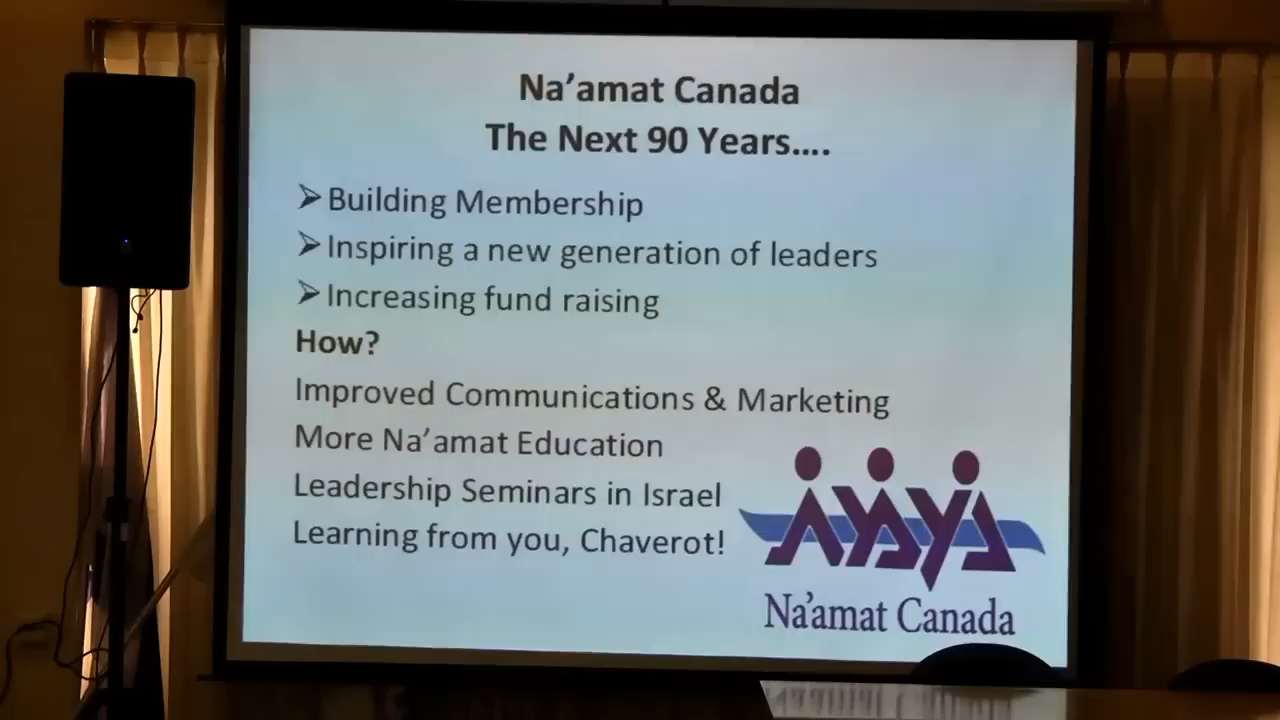 Na'amat Canada
The Next 90 Years....
➢Building Membership
➢Inspiring a new generation of leaders
➢Increasing fund raising
How?
Improved Communications & Marketing
More Na'amat Education
Leadership Seminars in Israel
Learning from you, Chaverot!
Na'amat Canada